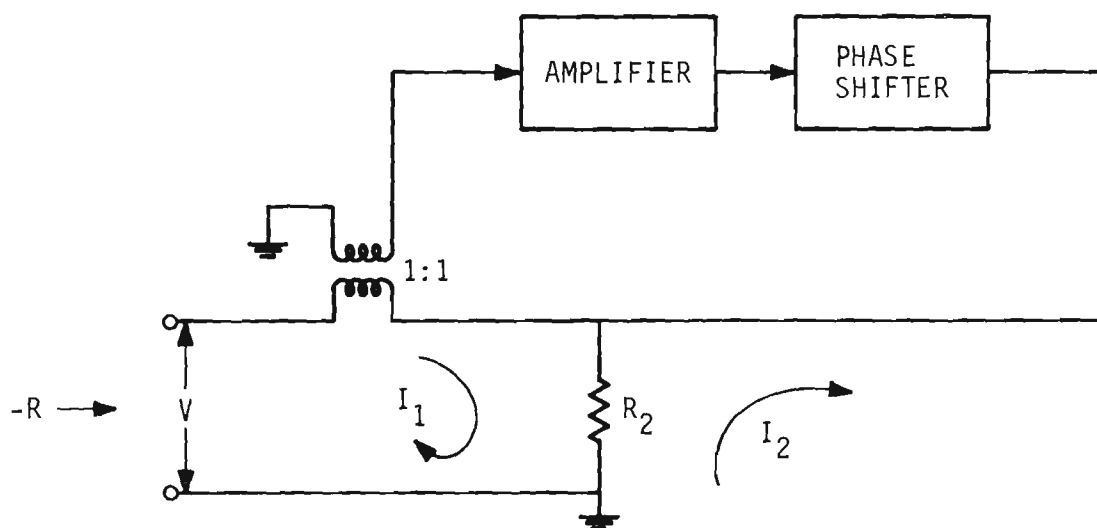 AMPLIFIER
PHASE
SHIFTER
1:1
-R
V
I1
R2
I2